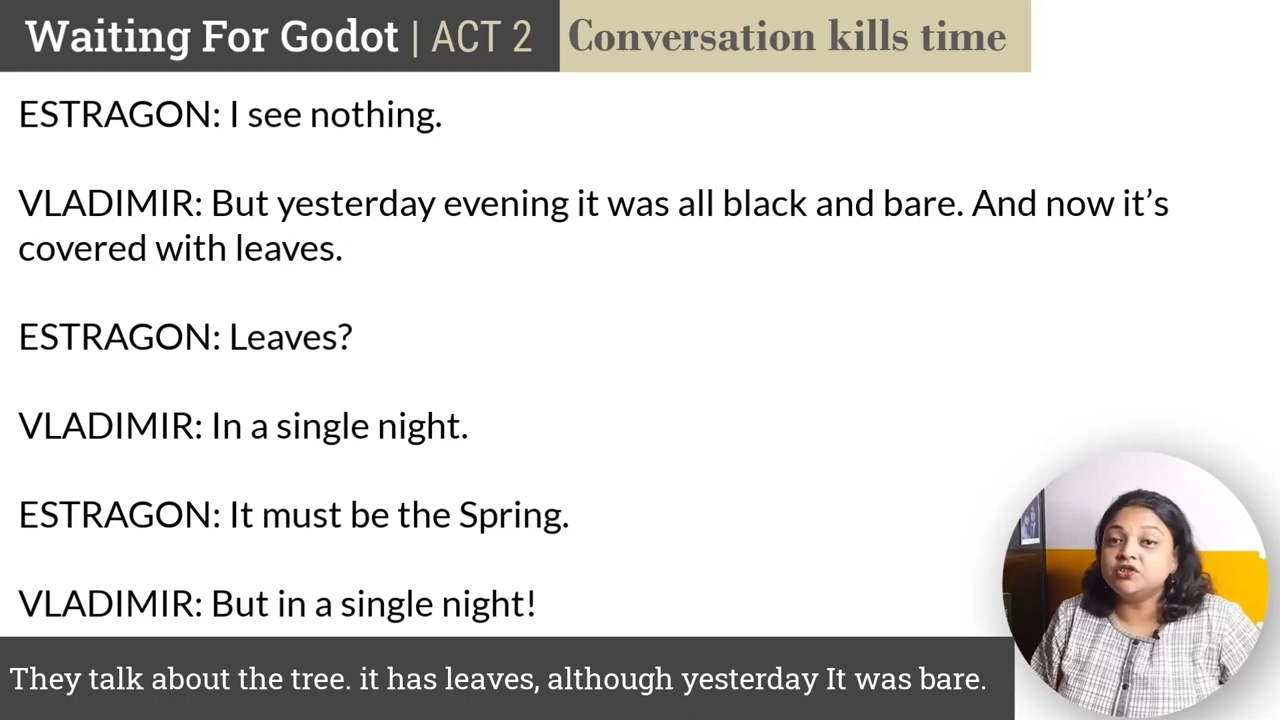 Waiting For Godot | ACT 2 Conversation kills time
ESTRAGON: I see nothing.
VLADIMIR: But yesterday evening it was all black and bare. And now it’s
covered with leaves.
ESTRAGON: Leaves?
VLADIMIR: In a single night.
ESTRAGON: It must be the Spring.
VLADIMIR: But in a single night!
They talk about the tree. it has leaves, although yesterday It was bare.